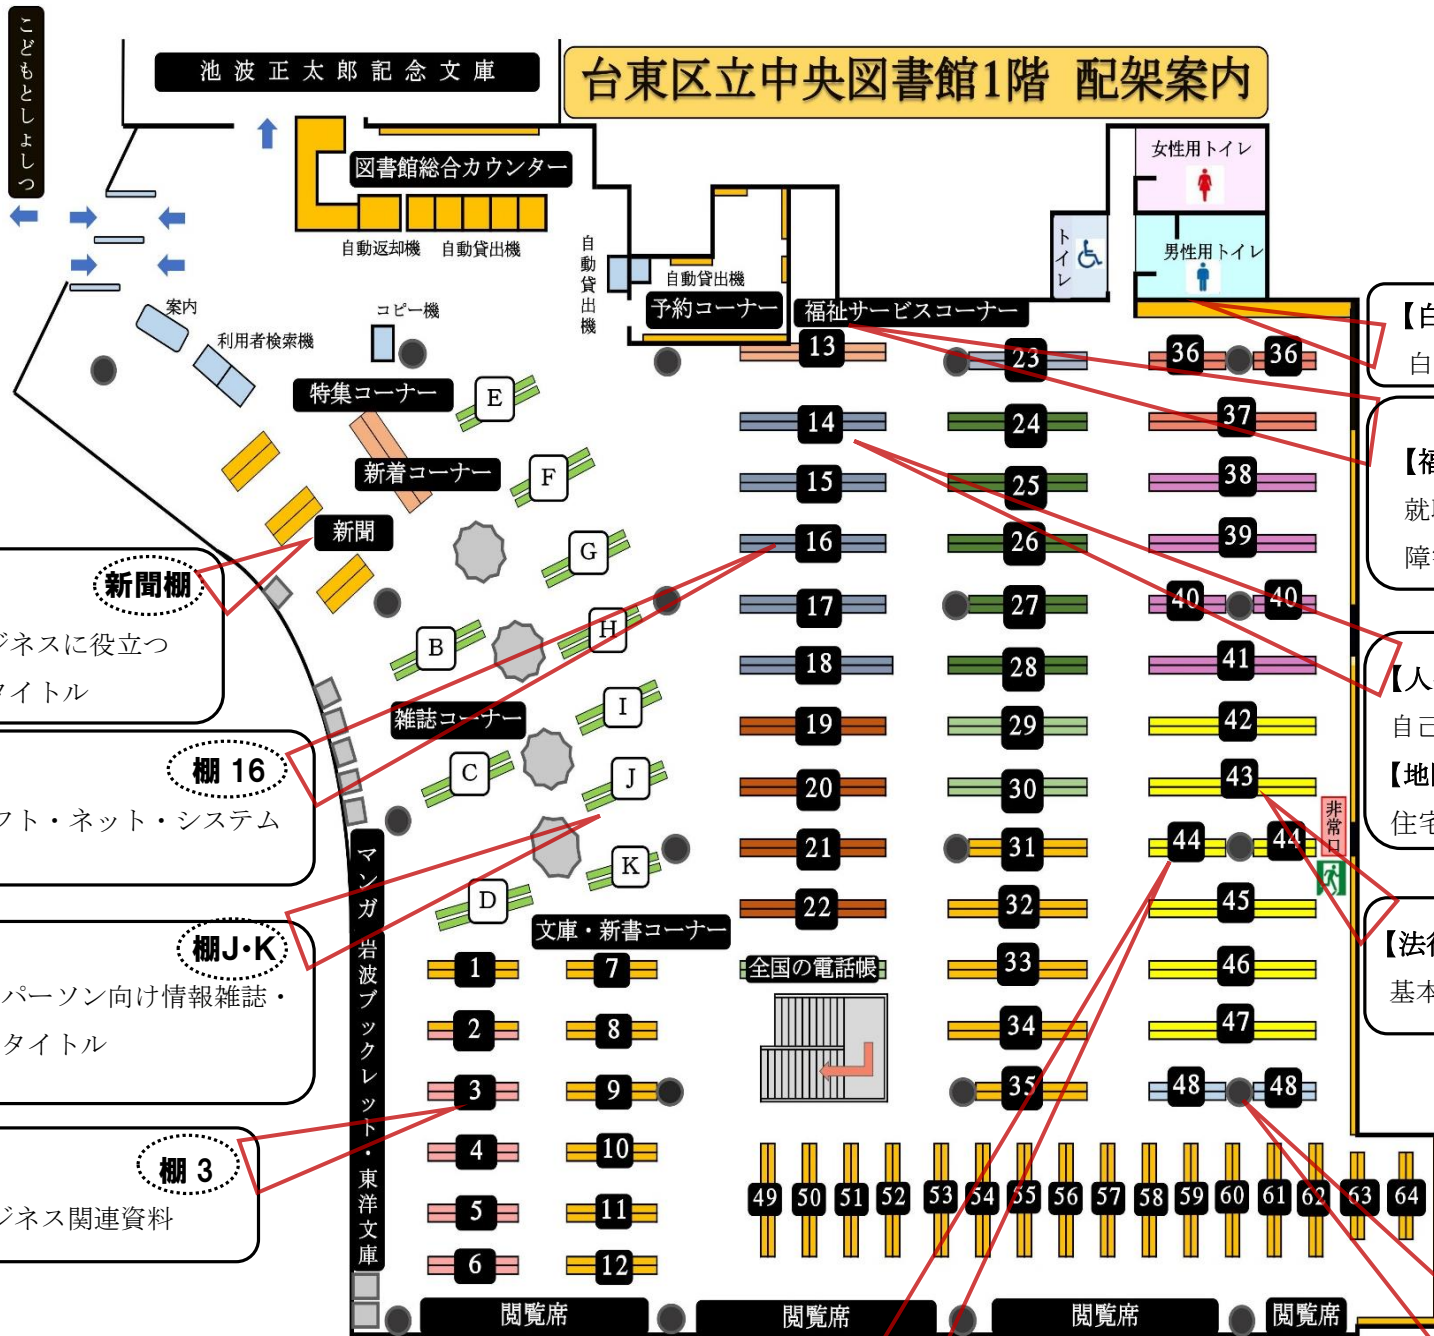 こどもとしょしつ
池波正太郎記念文庫
台東区立中央図書館1階 配架案内
図書館総合カウンター
自動返却機
自動貸出機
自動貸出機
自動貸出機
予約コーナー
福祉サービスコーナー
女性用トイレ
男性用トイレ
トイレ
案内
利用者検索機
コピー機
特集コーナー
新着コーナー
新聞
雑誌コーナー
文庫・新書コーナー
E
F
G
H
B
I
C
J
K
D
マンガ 岩波ブックレット・東洋文庫
1
2
3
4
5
6
7
8
9
10
11
12
13
14
15
16
17
18
19
20
21
22
全国の電話帳
23
24
25
26
27
28
29
30
31
32
33
34
35
36
36
37
38
39
40
40
41
42
43
44
44
45
46
47
48
48
非常口
49
50
51
52
53
54
55
56
57
58
59
60
61
62
63
64
閲覧席
閲覧席
閲覧席
閲覧席
新聞棚
ジネスに役立つ
タイトル
棚 16
フト・ネット・システム
棚J・K
パーソン向け情報雑誌・
タイトル
棚 3
ジネス関連資料
【白
白
【福
就
障
【人
自己
【地
住宅
【法律
基本